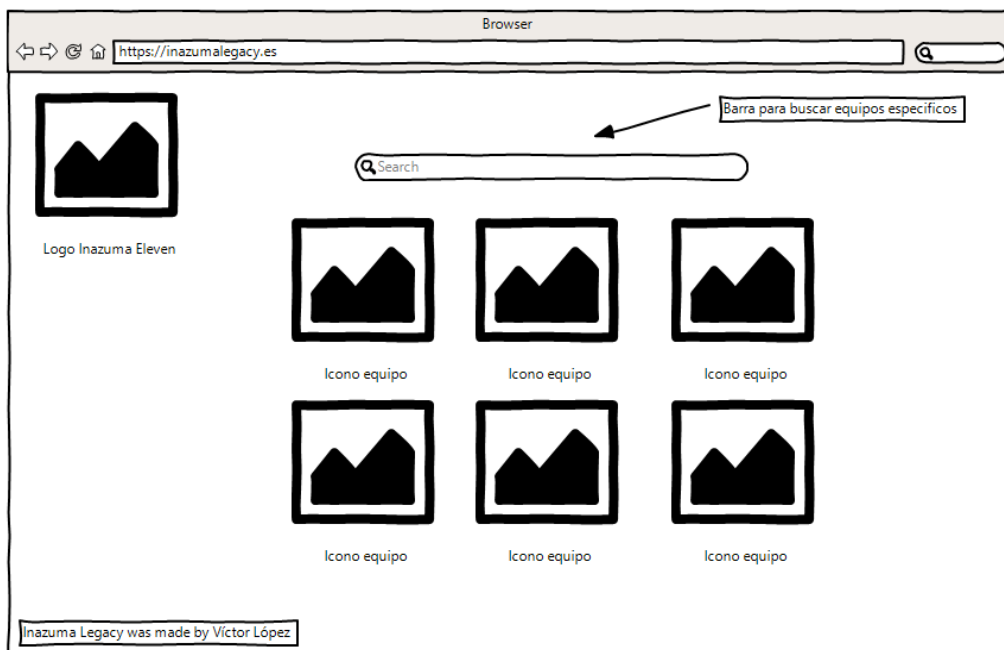 Browser
https://inazumalegacy.es
Barra para buscar equipos especificos
Search
Logo Inazuma Eleven
Icono equipo
Icono equipo
Icono equipo
Icono equipo
Icono equipo
Icono equipo
Inazuma Legacy was made by Víctor López